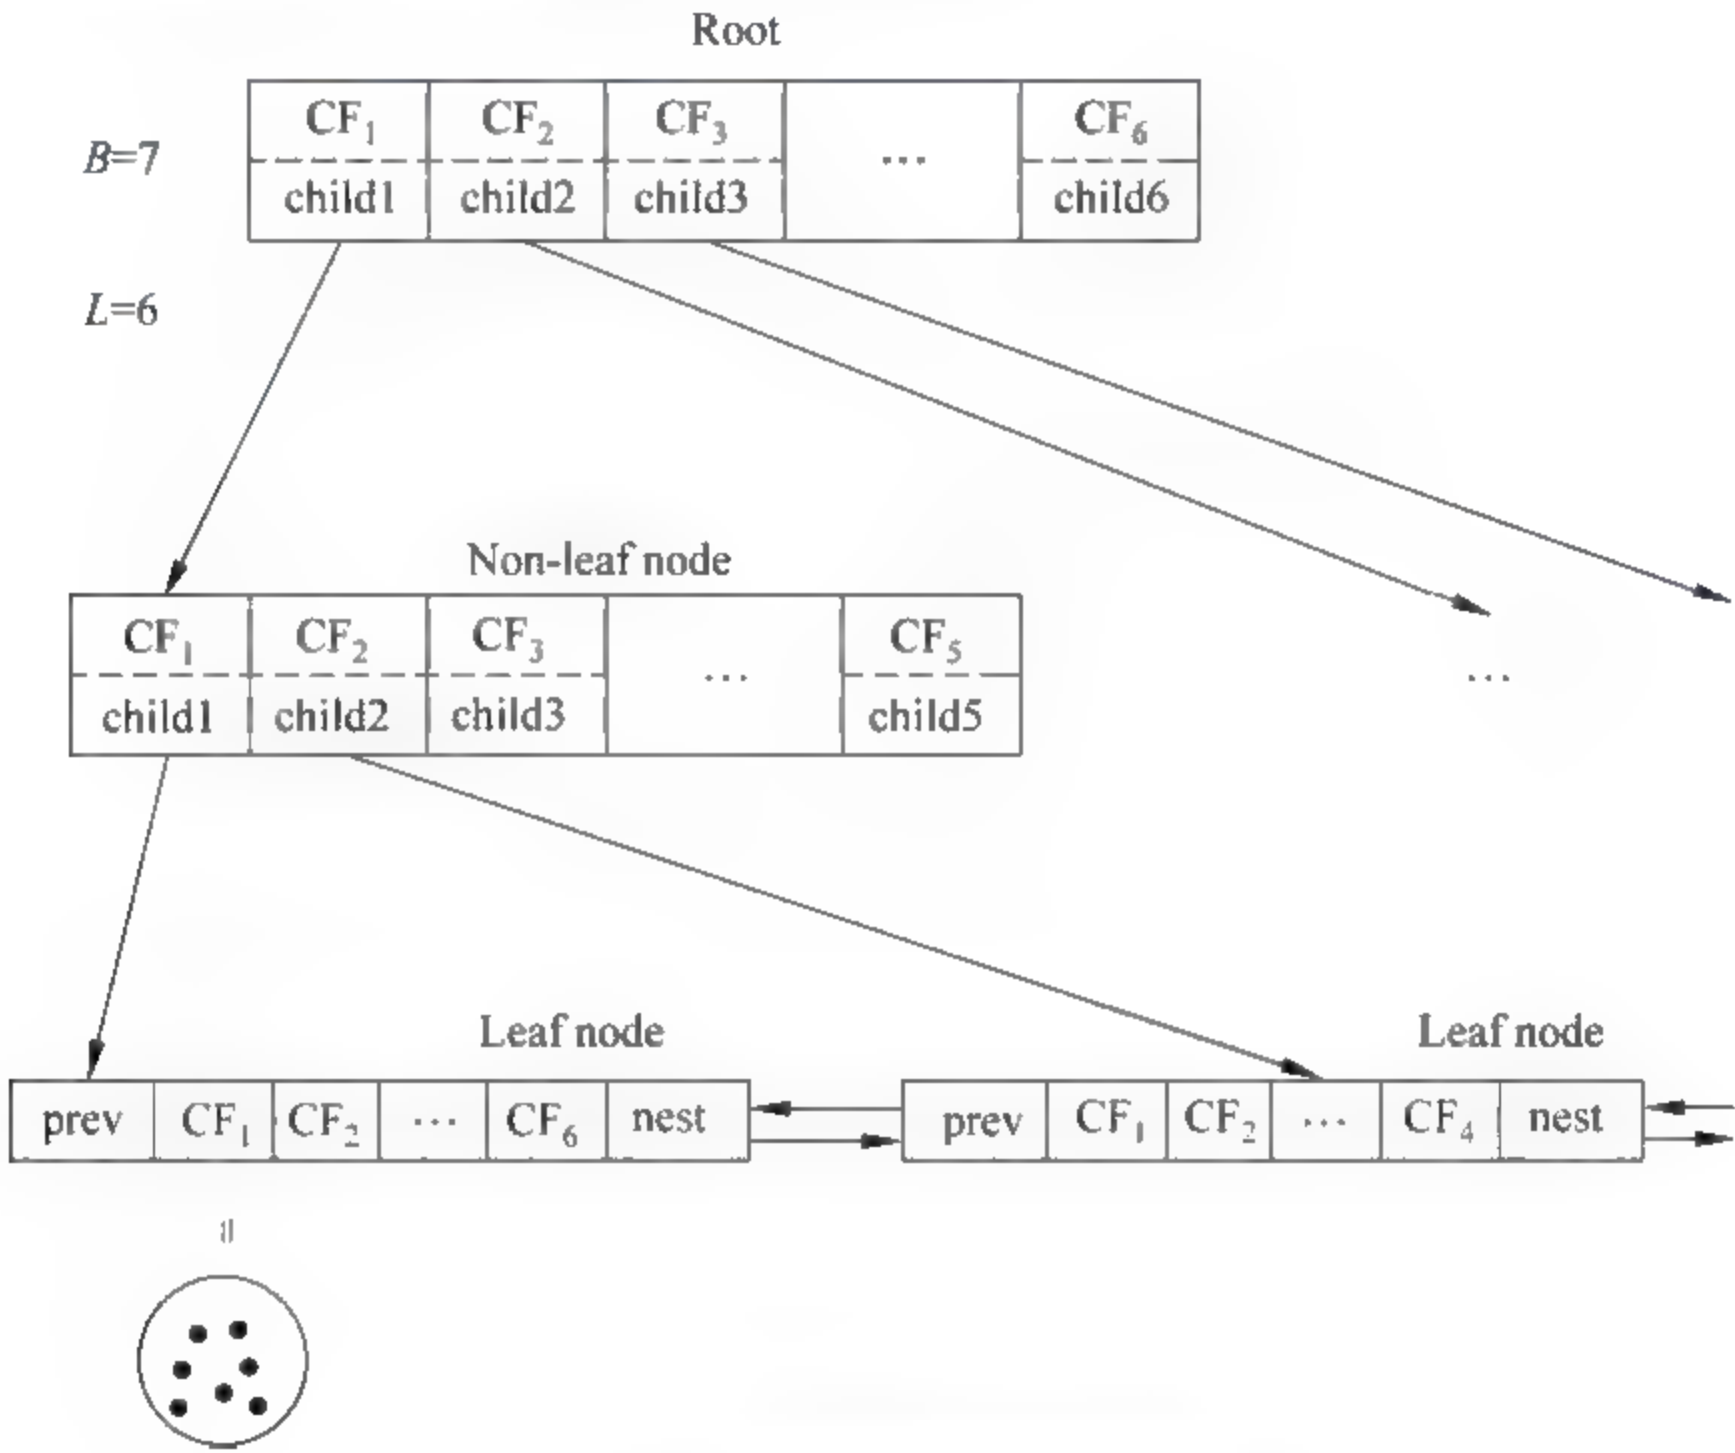 Root
CF₁ CF₂ CF₃ ... CF₆
B=7
child1 child2 child3 child6
L=6
Non-leaf node
CF₁ CF₂ CF₃ ... CF₅
...
child1 child2 child3 child5
Leaf node Leaf node
prev CF₁ CF₂ ... CF₆ nest prev CF₁ CF₂ ... CF₄ nest